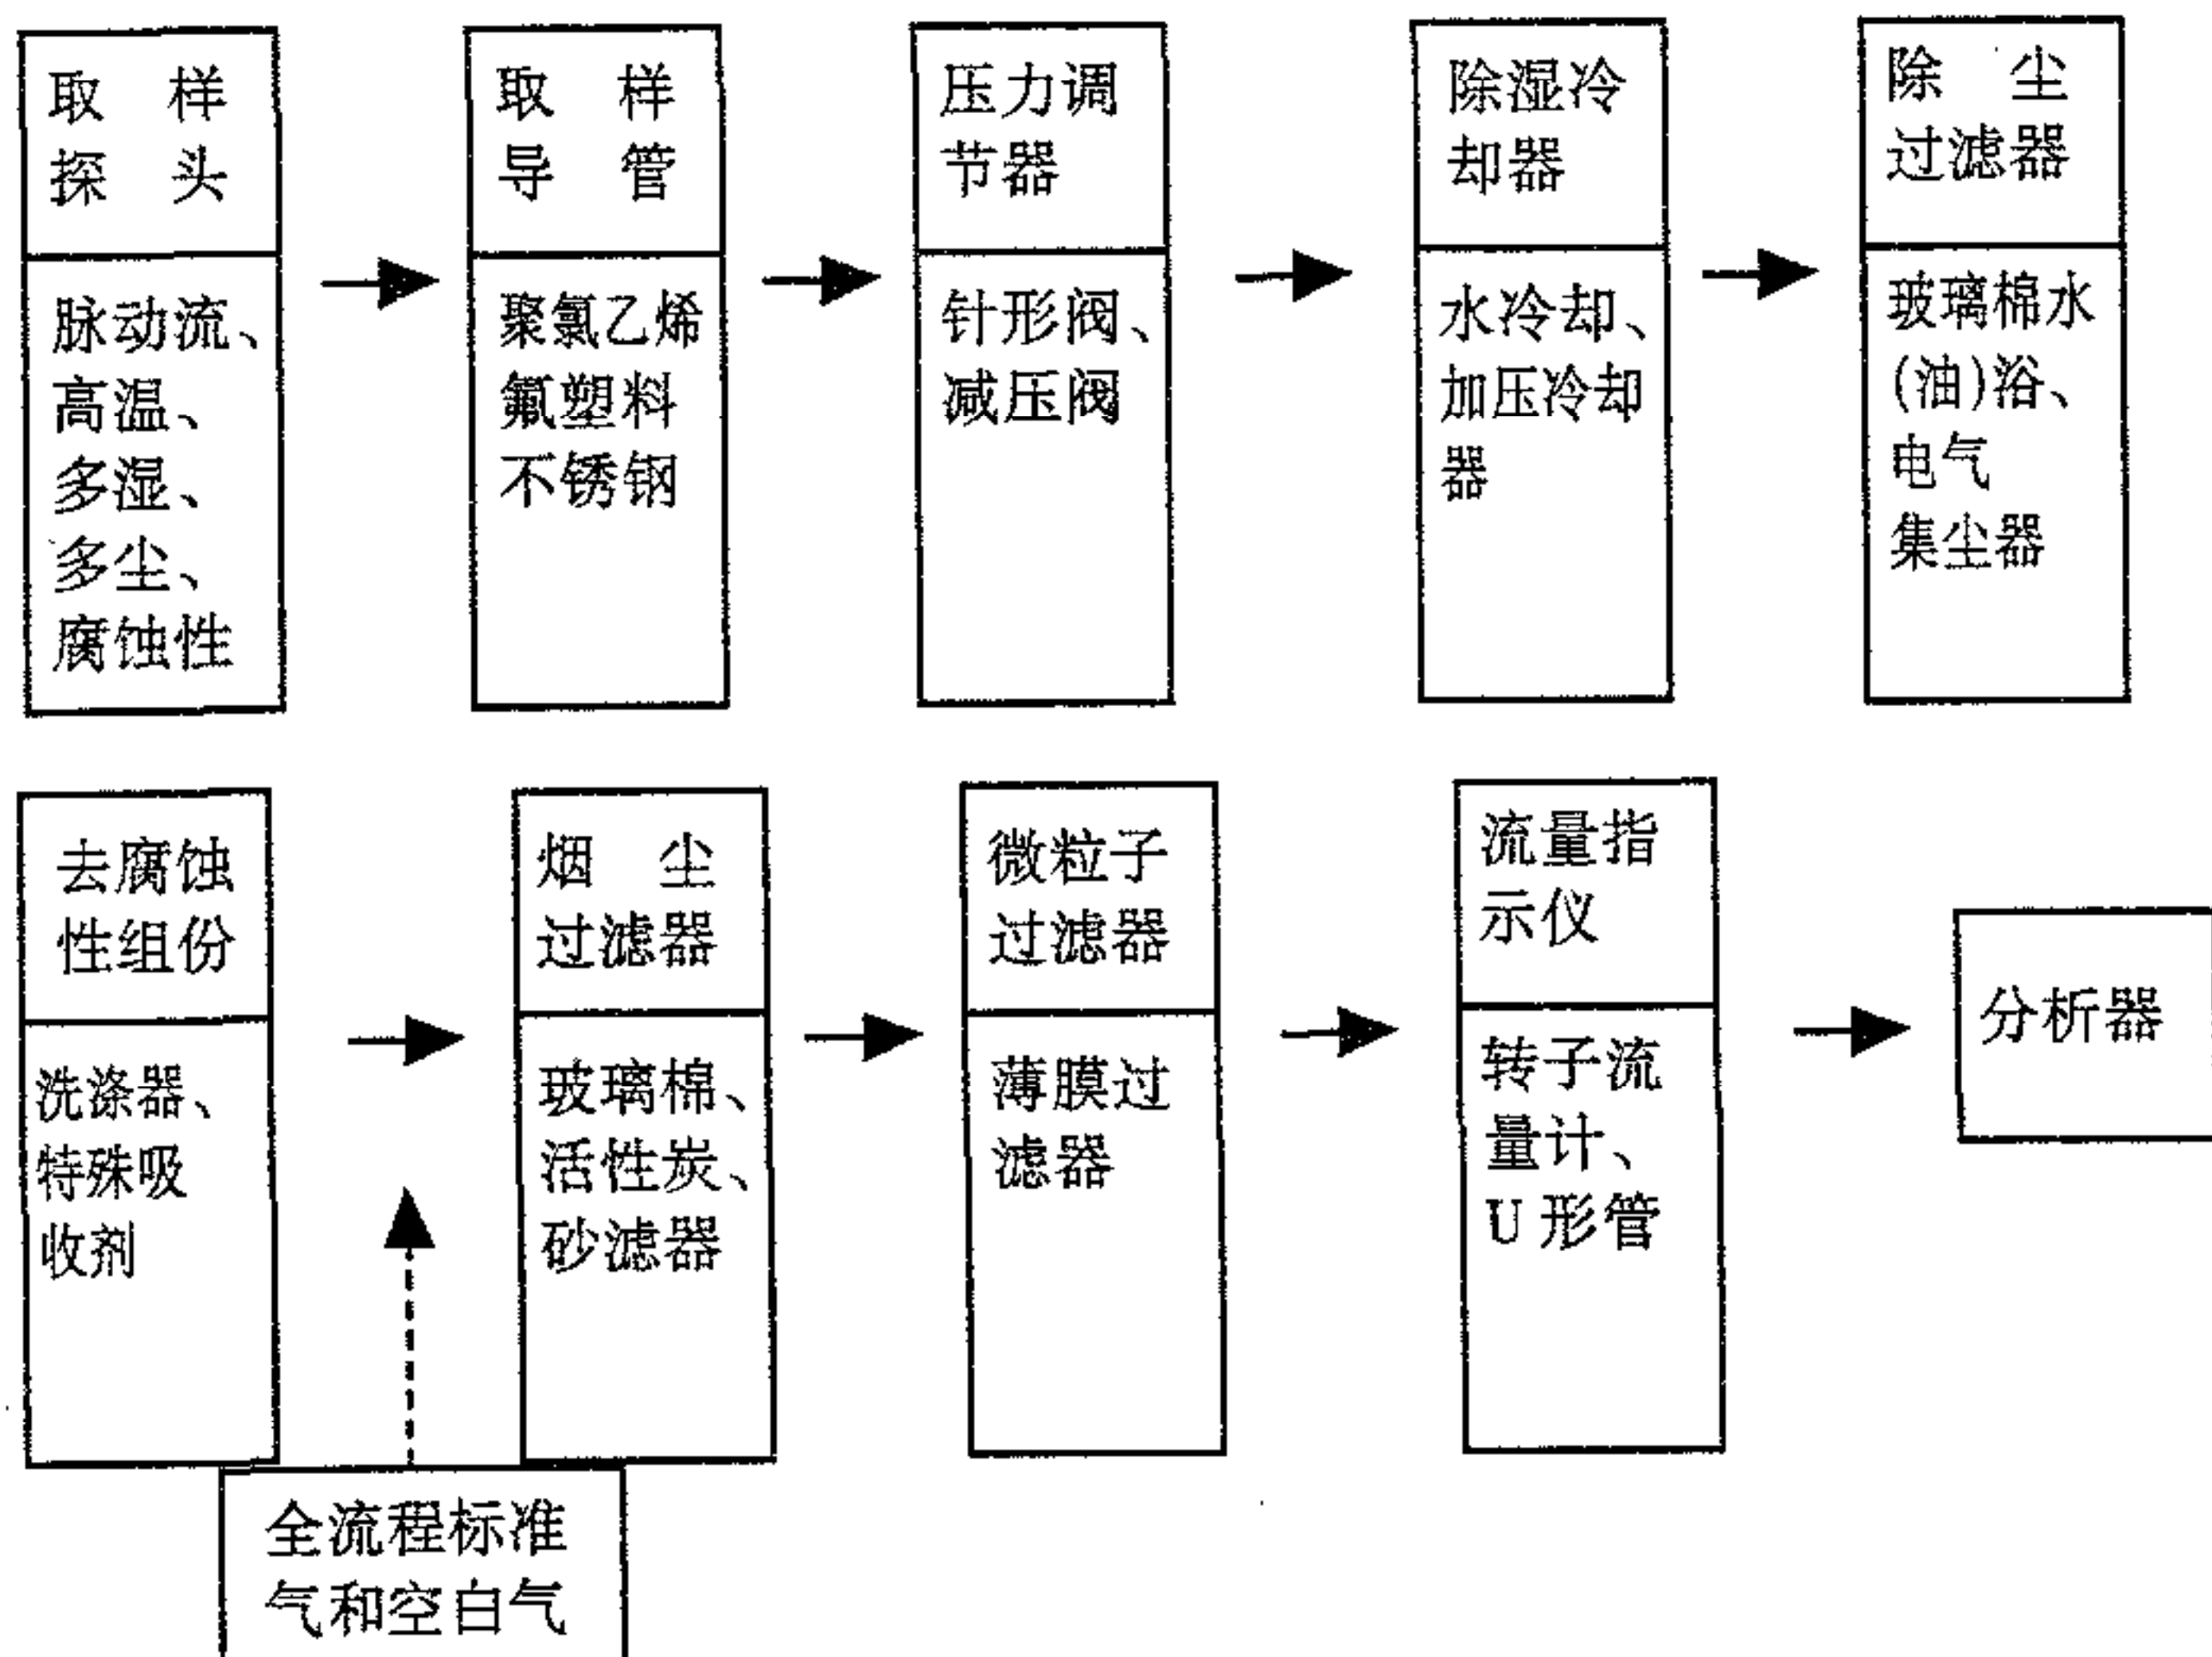 取 样
探 头
脉动流、
高温、
多湿、
多尘、
腐蚀性
取 样
导 管
聚氯乙烯
氟塑料
不锈钢
压力调
节器
针形阀、
减压阀
除湿冷
却器
水冷却、
加压冷却
器
除 尘
过滤器
玻璃棉水
(油)浴、
电气
集尘器
去腐蚀
性组份
洗涤器、
特殊吸
收剂
烟 尘
过滤器
玻璃棉、
活性炭、
砂滤器
微粒子
过滤器
薄膜过
滤器
流量指
示仪
转子流
量计、
U 形管
分析器
全流程标准
气和空白气